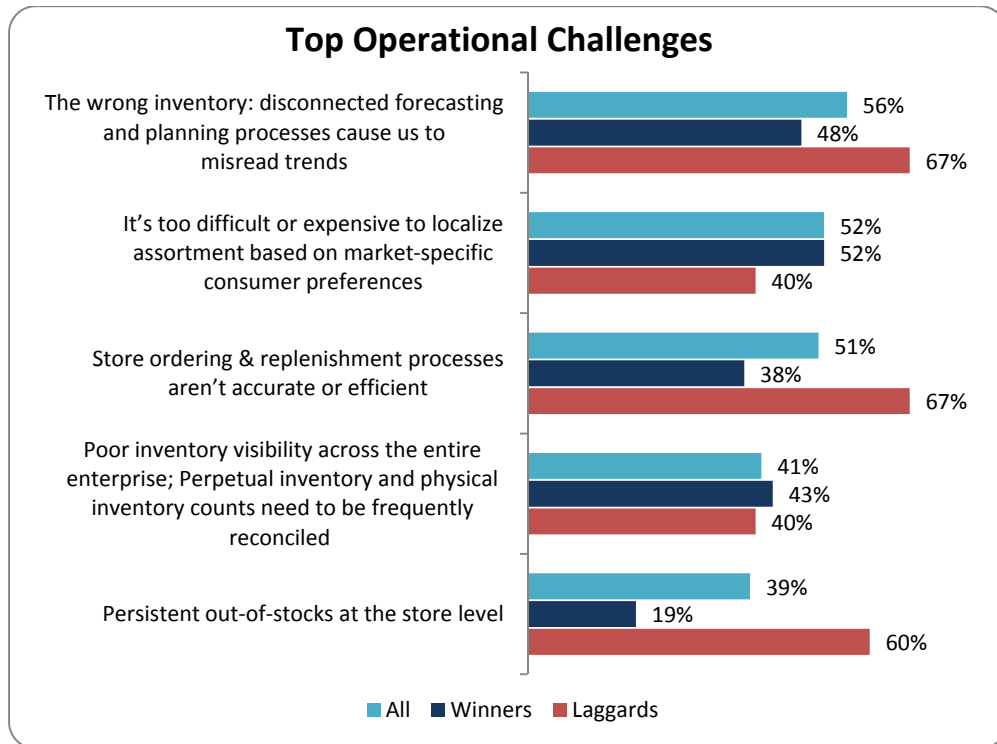 Top Operational Challenges
The wrong inventory: disconnected forecasting
and planning processes cause us to
misread trends
56%
48%
67%
It’s too difficult or expensive to localize
assortment based on market-specific
consumer preferences
52%
52%
40%
Store ordering & replenishment processes
aren’t accurate or efficient
51%
38%
67%
Poor inventory visibility across the entire
enterprise; Perpetual inventory and physical
inventory counts need to be frequently
reconciled
41%
43%
40%
Persistent out-of-stocks at the store level
39%
19%
60%
All Winners Laggards